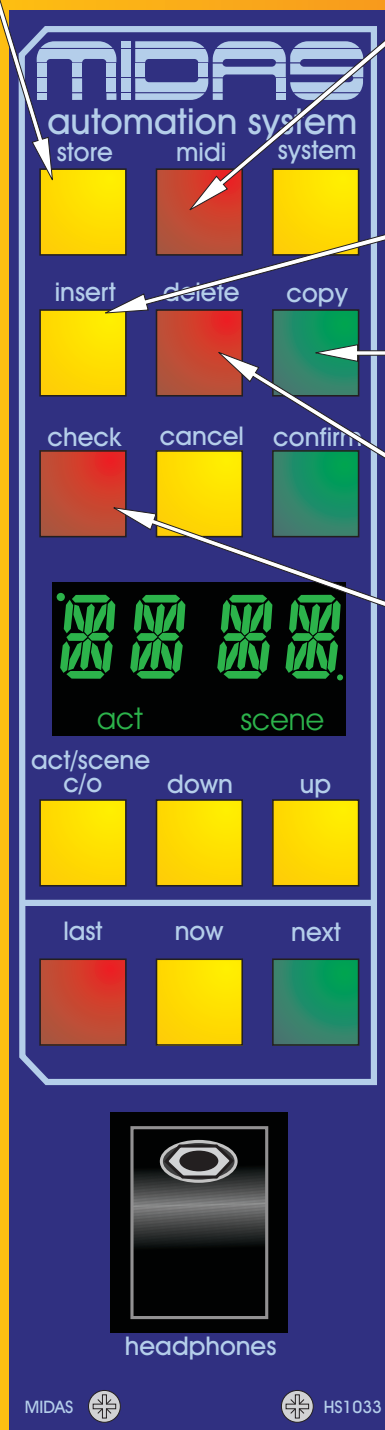 MIDAS
automation system
store midi system
insert delete copy
check cancel confirm
act scene
act/scene
c/o down up
last now next
headphones
MIDAS HS1033